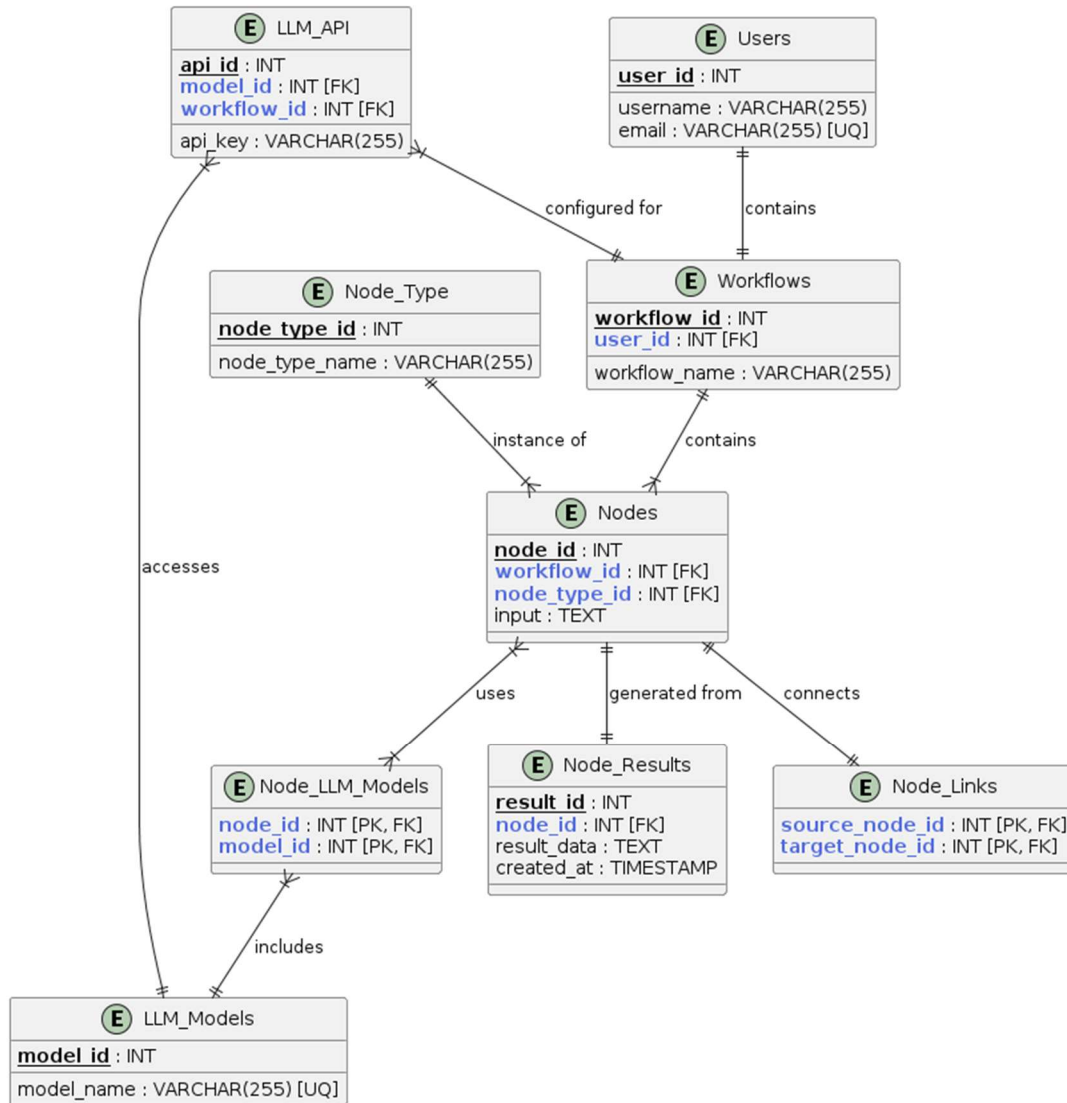 E LLM_API
api_id : INT
model_id : INT [FK]
workflow_id : INT [FK]
api_key : VARCHAR(255)
E Users
user_id : INT
username : VARCHAR(255)
email : VARCHAR(255) [UQ]
configured for
contains
E Node_Type
node_type_id : INT
node_type_name : VARCHAR(255)
E Workflows
workflow_id : INT
user_id : INT [FK]
workflow_name : VARCHAR(255)
instance of
contains
E Nodes
node_id : INT
workflow_id : INT [FK]
node_type_id : INT [FK]
input : TEXT
accesses
uses
generated from
connects
E Node_LLM_Models
node_id : INT [PK, FK]
model_id : INT [PK, FK]
E Node_Results
result_id : INT
node_id : INT [FK]
result_data : TEXT
created_at : TIMESTAMP
E Node_Links
source_node_id : INT [PK, FK]
target_node_id : INT [PK, FK]
includes
E LLM_Models
model_id : INT
model_name : VARCHAR(255) [UQ]